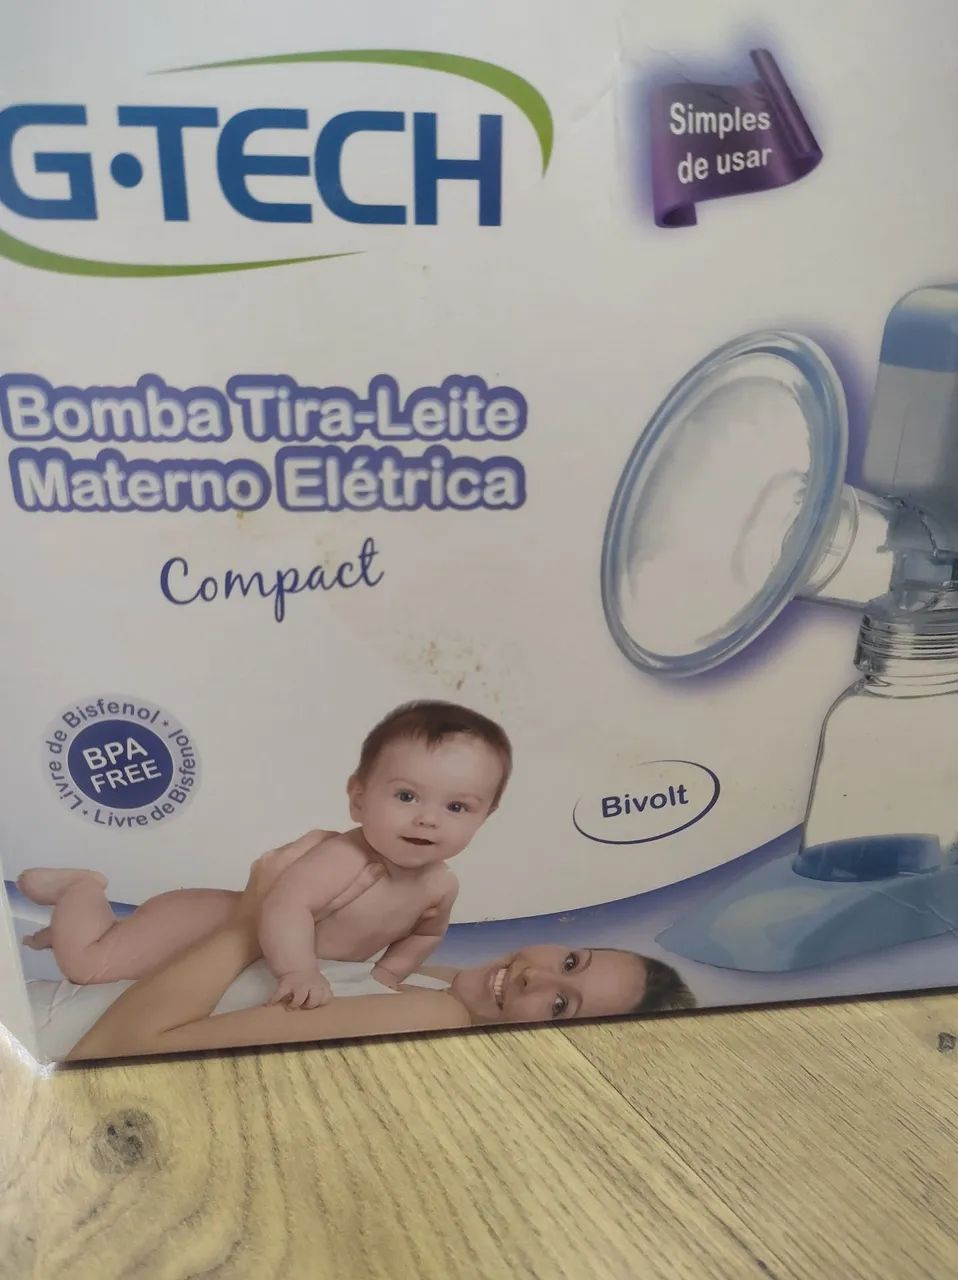 G·TECH
Simples
de usar
Bomba Tira-Leite
Materno Elétrica
Compact
Livre de Bisfenol · Livre de Bisfenol ·
BPA
FREE
Bivolt